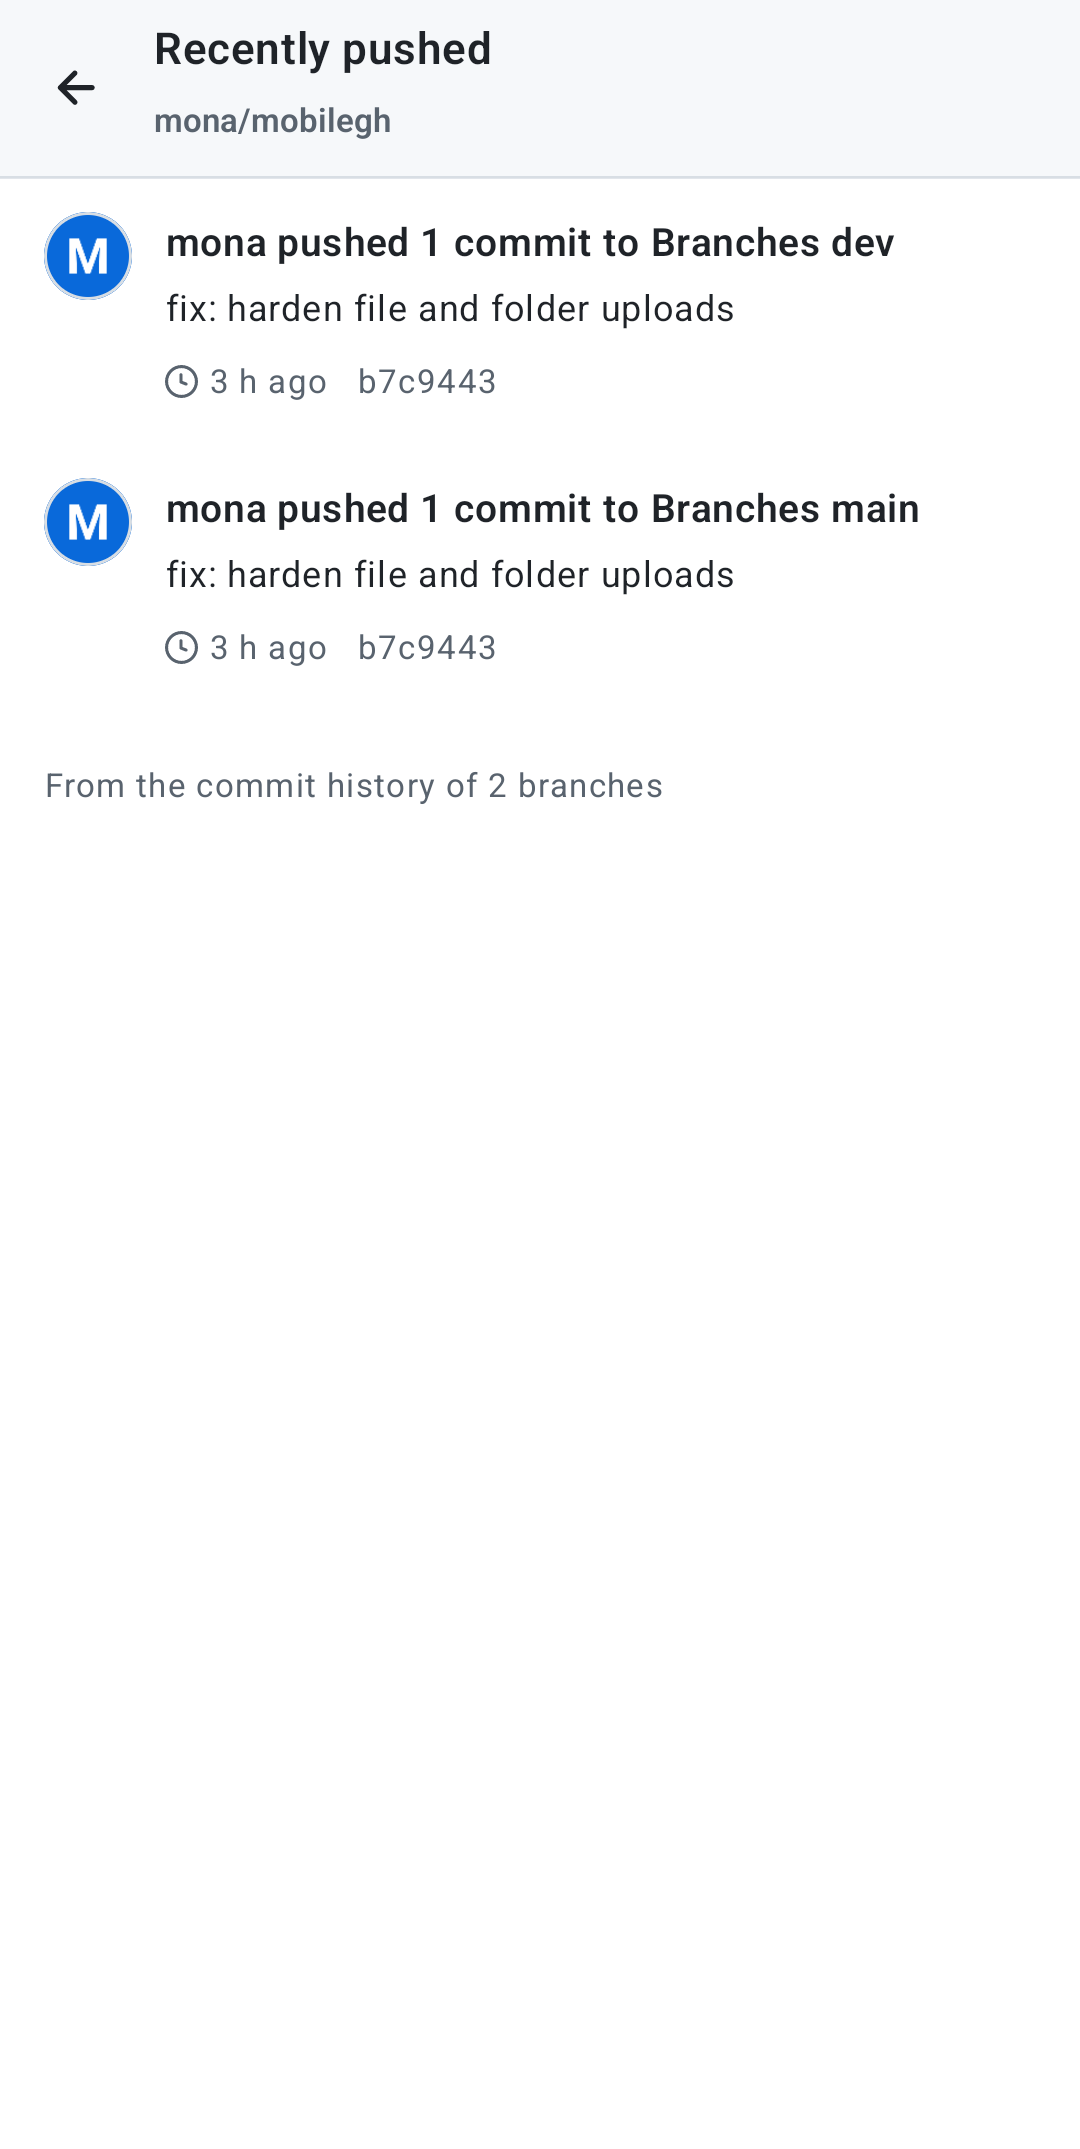 Recently pushed
mona/mobilegh
M
mona pushed 1 commit to Branches dev
fix: harden file and folder uploads
3 h ago b7c9443
M
mona pushed 1 commit to Branches main
fix: harden file and folder uploads
3 h ago b7c9443
From the commit history of 2 branches